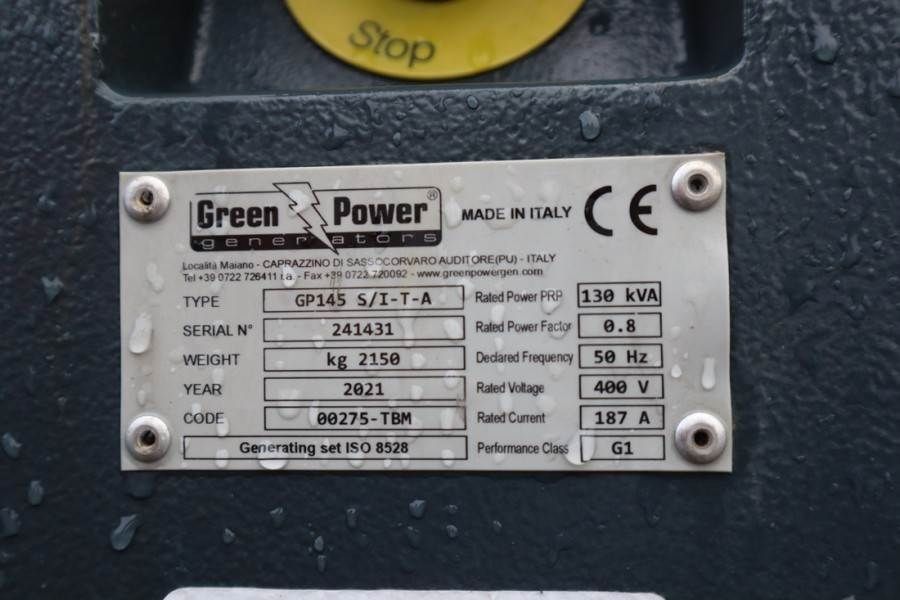 Stop
Green Power®
generators
MADE IN ITALY CE
Località Maiano - CAPRAZZINO DI SASSOCORVARO AUDITORE(PU) - ITALY
Tel +39 0722 726411 r.a. - Fax +39 0722 720092 - www.greenpowergen.com
TYPE GP145 S/I-T-A Rated Power PRP 130 kVA
SERIAL N° 241431 Rated Power Factor 0.8
WEIGHT kg 2150 Declared Frequency 50 Hz
YEAR 2021 Rated Voltage 400 V
CODE 00275-TBM Rated Current 187 A
Generating set ISO 8528 Performance Class G1